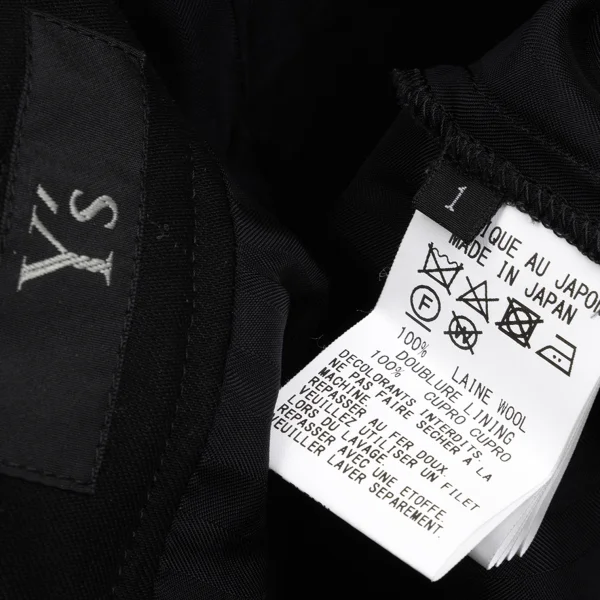 Y's
1
IQUE AU JAPON
MADE IN JAPAN
F
W
100% LAINE WOOL
DOUBLURE LINING
100% CUPRO CUPRO
DECOLORANTS INTERDITS.
NE PAS FAIRE SECHER A LA
MACHINE
REPASSER AU FER DOUX
VEUILLEZ UTILISER UN FILET
LORS DU LAVAGE.
REPASSER AVEC UNE ETOFFE.
VEUILLER LAVER SEPAREMENT.